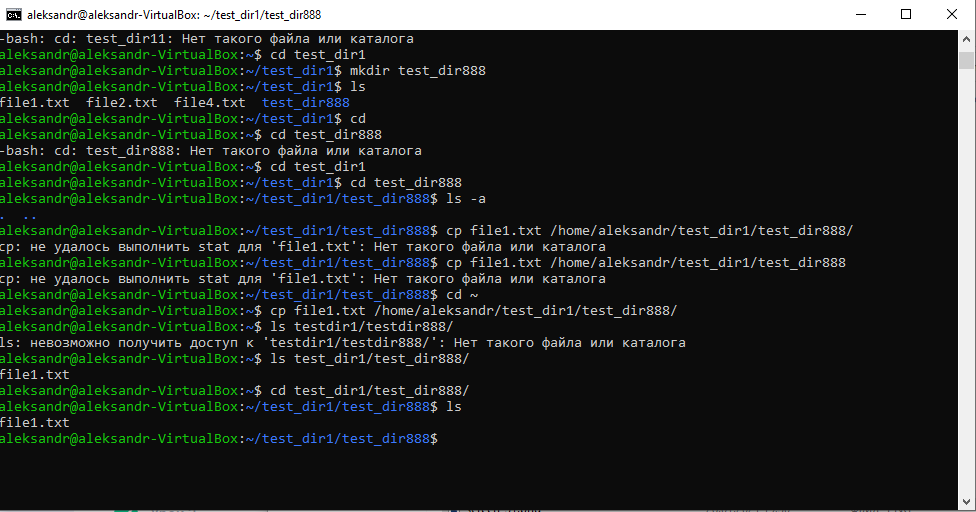 aleksandr@aleksandr-VirtualBox: ~/test_dir1/test_dir888
-bash: cd: test_dir11: Нет такого файла или каталога
aleksandr@aleksandr-VirtualBox:~$ cd test_dir1
aleksandr@aleksandr-VirtualBox:~/test_dir1$ mkdir test_dir888
aleksandr@aleksandr-VirtualBox:~/test_dir1$ ls
file1.txt  file2.txt  file4.txt  test_dir888
aleksandr@aleksandr-VirtualBox:~/test_dir1$ cd
aleksandr@aleksandr-VirtualBox:~$ cd test_dir888
-bash: cd: test_dir888: Нет такого файла или каталога
aleksandr@aleksandr-VirtualBox:~$ cd test_dir1
aleksandr@aleksandr-VirtualBox:~/test_dir1$ cd test_dir888
aleksandr@aleksandr-VirtualBox:~/test_dir1/test_dir888$ ls -a
.  ..
aleksandr@aleksandr-VirtualBox:~/test_dir1/test_dir888$ cp file1.txt /home/aleksandr/test_dir1/test_dir888/
cp: не удалось выполнить stat для 'file1.txt': Нет такого файла или каталога
aleksandr@aleksandr-VirtualBox:~/test_dir1/test_dir888$ cp file1.txt /home/aleksandr/test_dir1/test_dir888
cp: не удалось выполнить stat для 'file1.txt': Нет такого файла или каталога
aleksandr@aleksandr-VirtualBox:~/test_dir1/test_dir888$ cd ~
aleksandr@aleksandr-VirtualBox:~$ cp file1.txt /home/aleksandr/test_dir1/test_dir888/
aleksandr@aleksandr-VirtualBox:~$ ls testdir1/testdir888/
ls: невозможно получить доступ к 'testdir1/testdir888/': Нет такого файла или каталога
aleksandr@aleksandr-VirtualBox:~$ ls test_dir1/test_dir888/
file1.txt
aleksandr@aleksandr-VirtualBox:~$ cd test_dir1/test_dir888/
aleksandr@aleksandr-VirtualBox:~/test_dir1/test_dir888$ ls
file1.txt
aleksandr@aleksandr-VirtualBox:~/test_dir1/test_dir888$